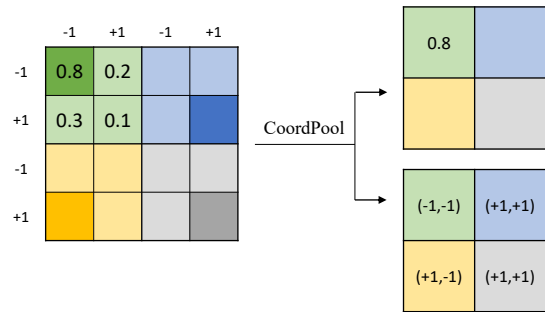 -1 +1 -1 +1
-1 0.8 0.2
+1 0.3 0.1
-1
+1
CoordPool
0.8
(-1,-1) (+1,+1)
(+1,-1) (+1,+1)